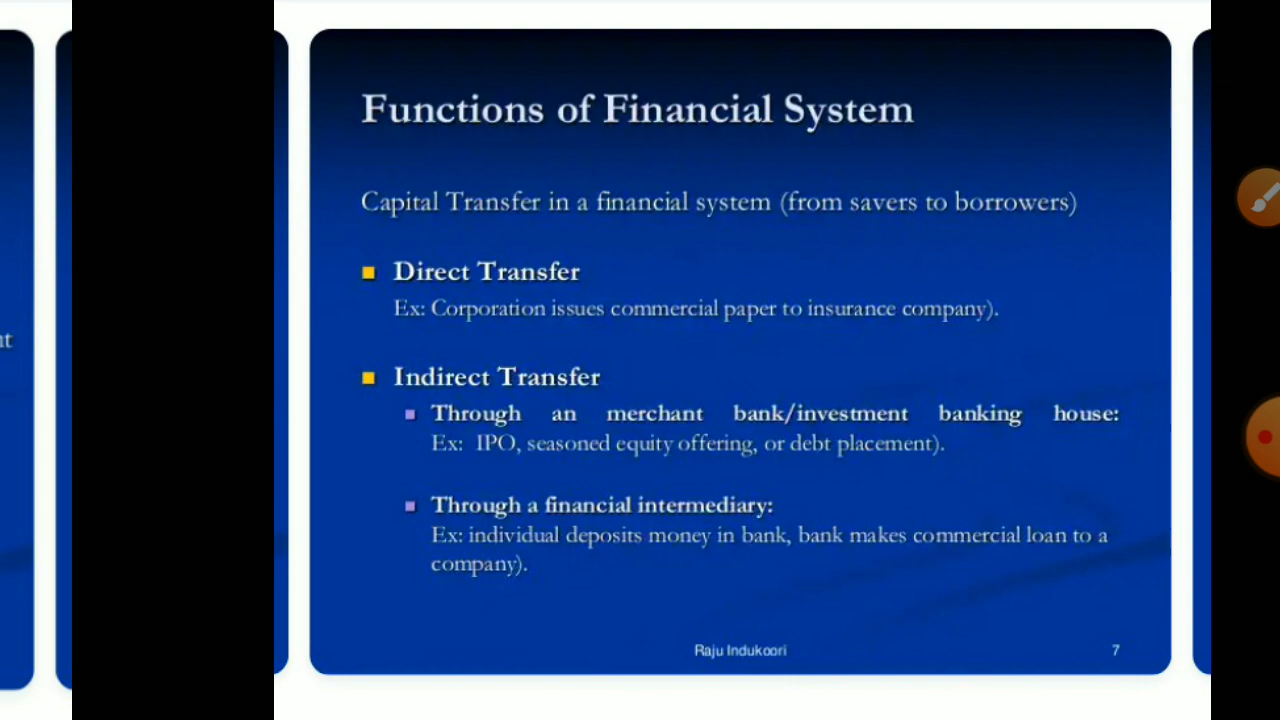 Functions of Financial System
Capital Transfer in a financial system (from savers to borrowers)
Direct Transfer
Ex: Corporation issues commercial paper to insurance company).
Indirect Transfer
Through an merchant bank/investment banking house:
Ex: IPO, seasoned equity offering, or debt placement).
Through a financial intermediary:
Ex: individual deposits money in bank, bank makes commercial loan to a
company).
Raju Indukoori
7